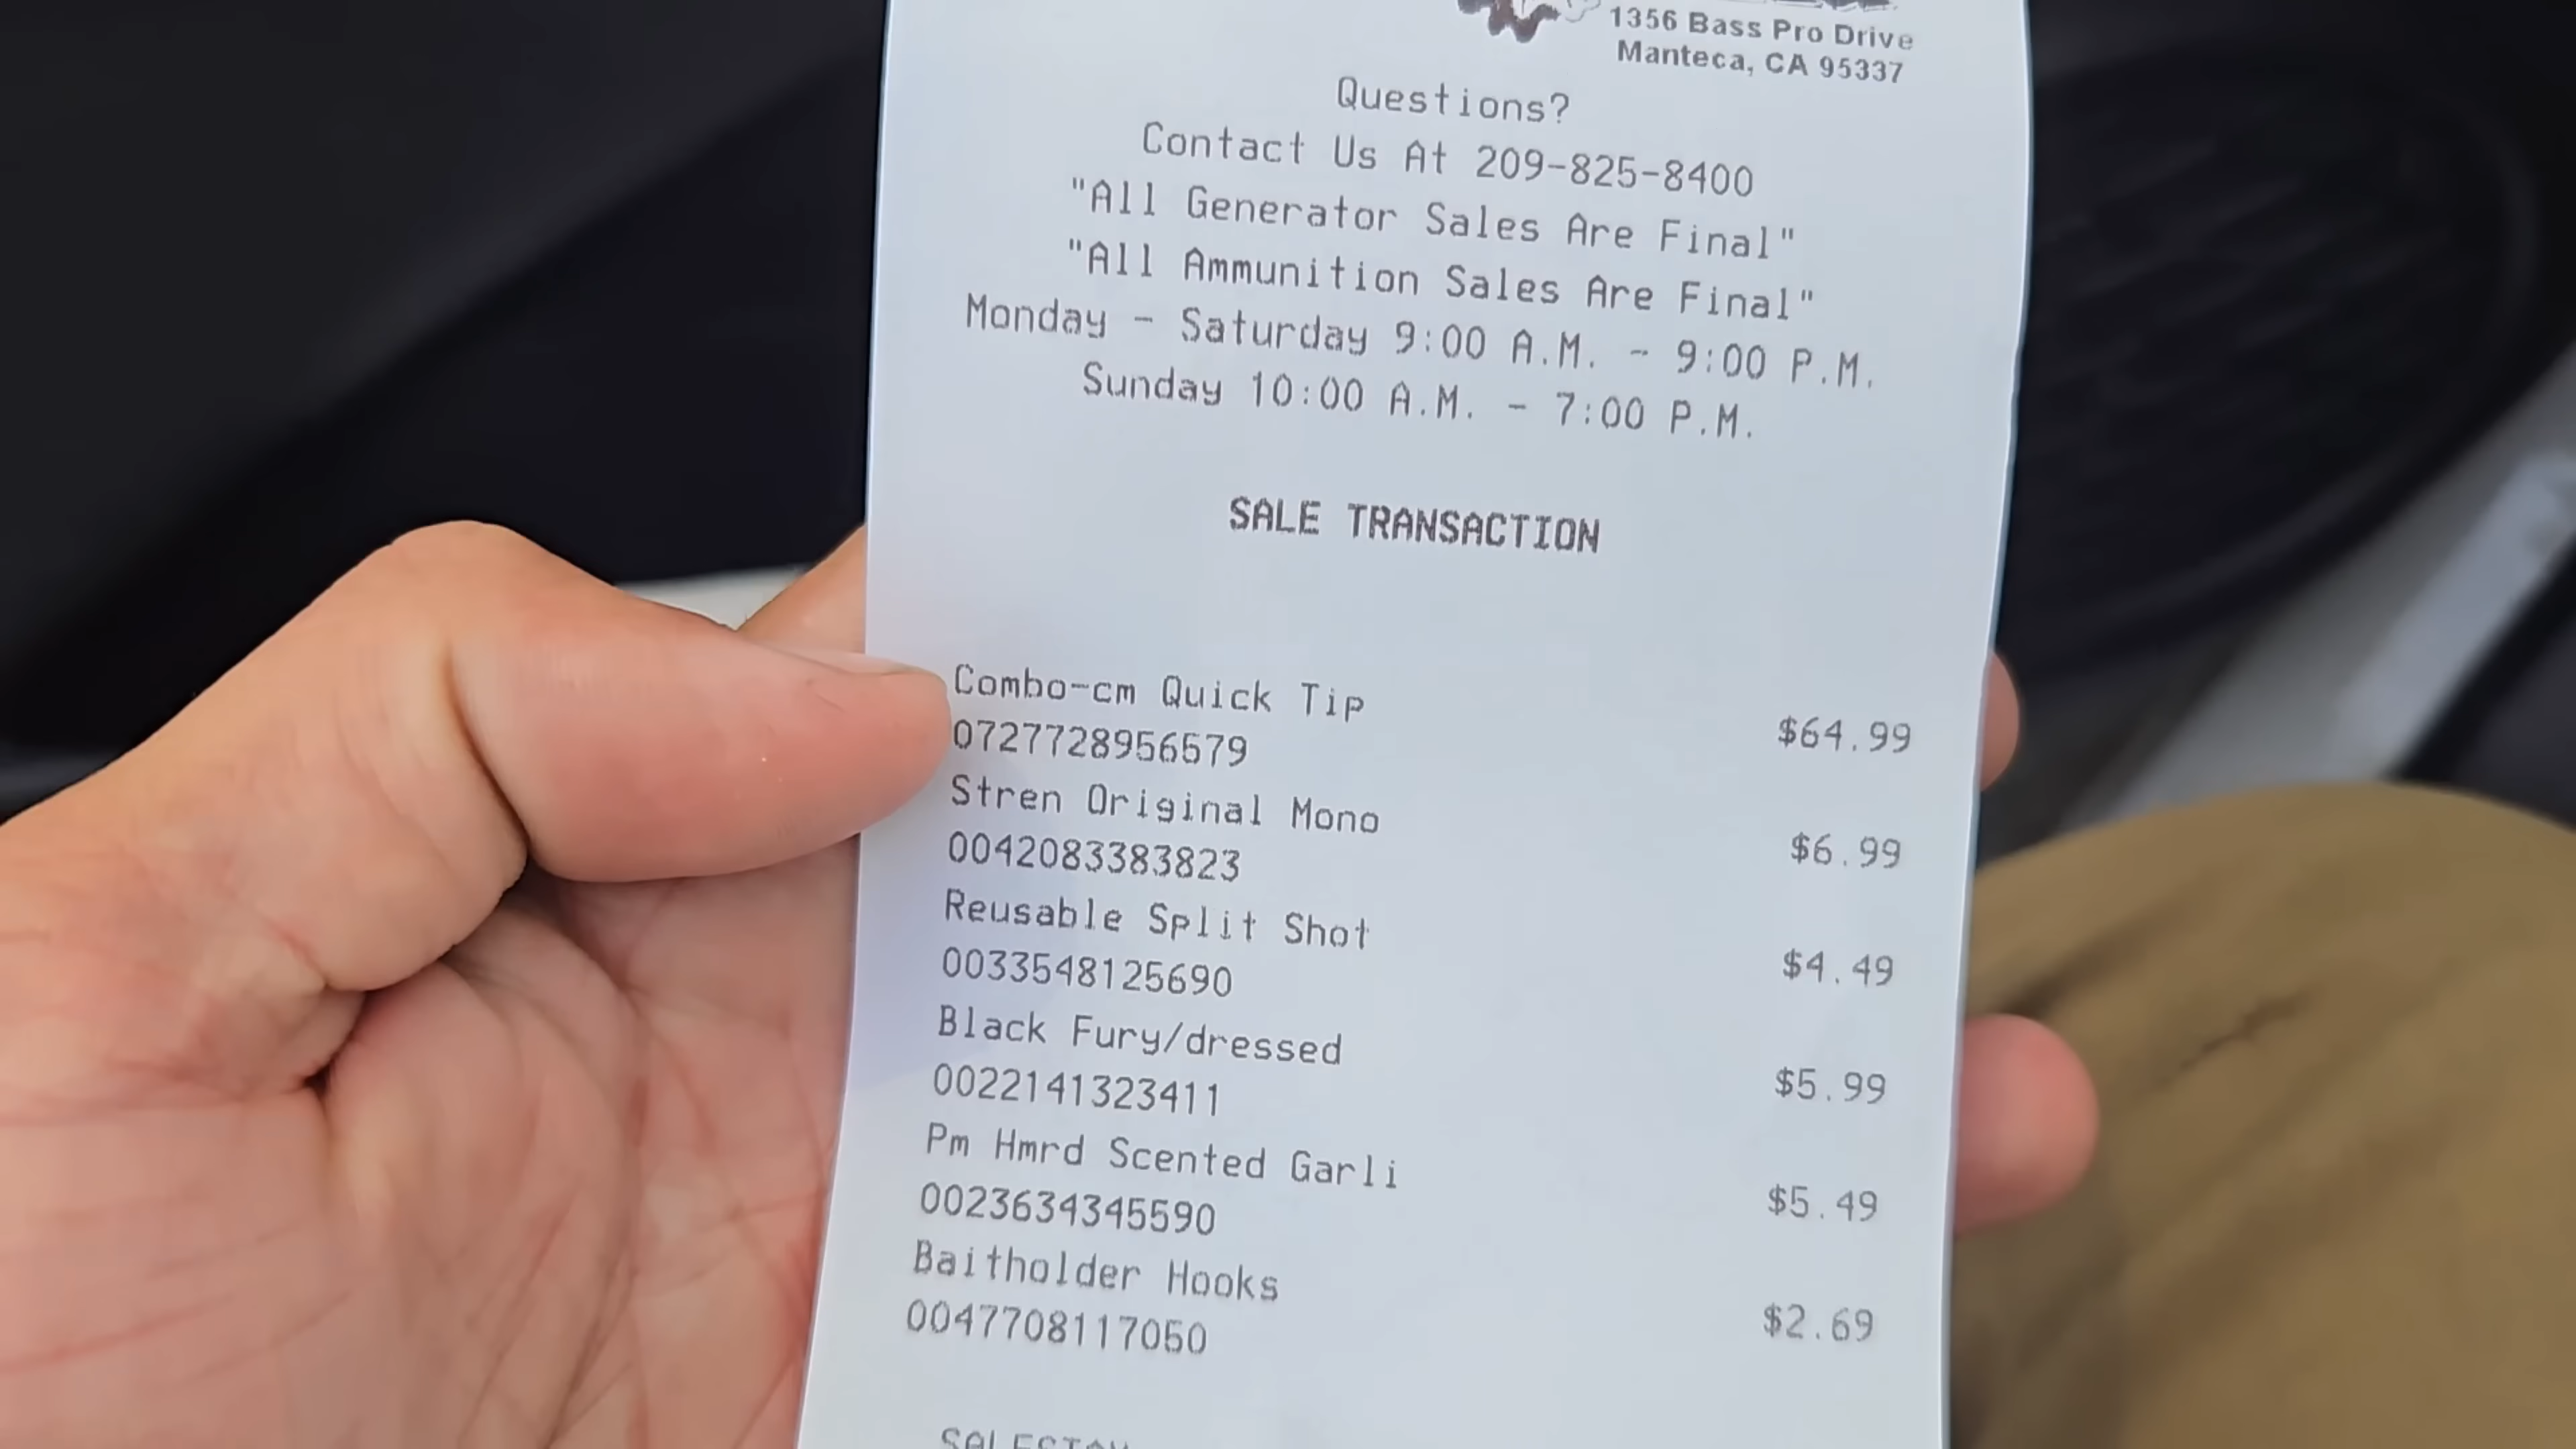 1356 Bass Pro Drive
Manteca, CA 95337
Questions?
Contact Us At 209-825-8400
"All Generator Sales Are Final"
"All Ammunition Sales Are Final"
Monday - Saturday 9:00 A.M. - 9:00 P.M.
Sunday 10:00 A.M. - 7:00 P.M.
SALE TRANSACTION
Combo-cm Quick Tip
0727728956579 $64.99
Stren Original Mono
0042083383823 $6.99
Reusable Split Shot
0033548125690 $4.49
Black Fury/dressed
0022141323411 $5.99
Pm Hmrd Scented Garli
0023634345590 $5.49
Baitholder Hooks
0047708117050 $2.69